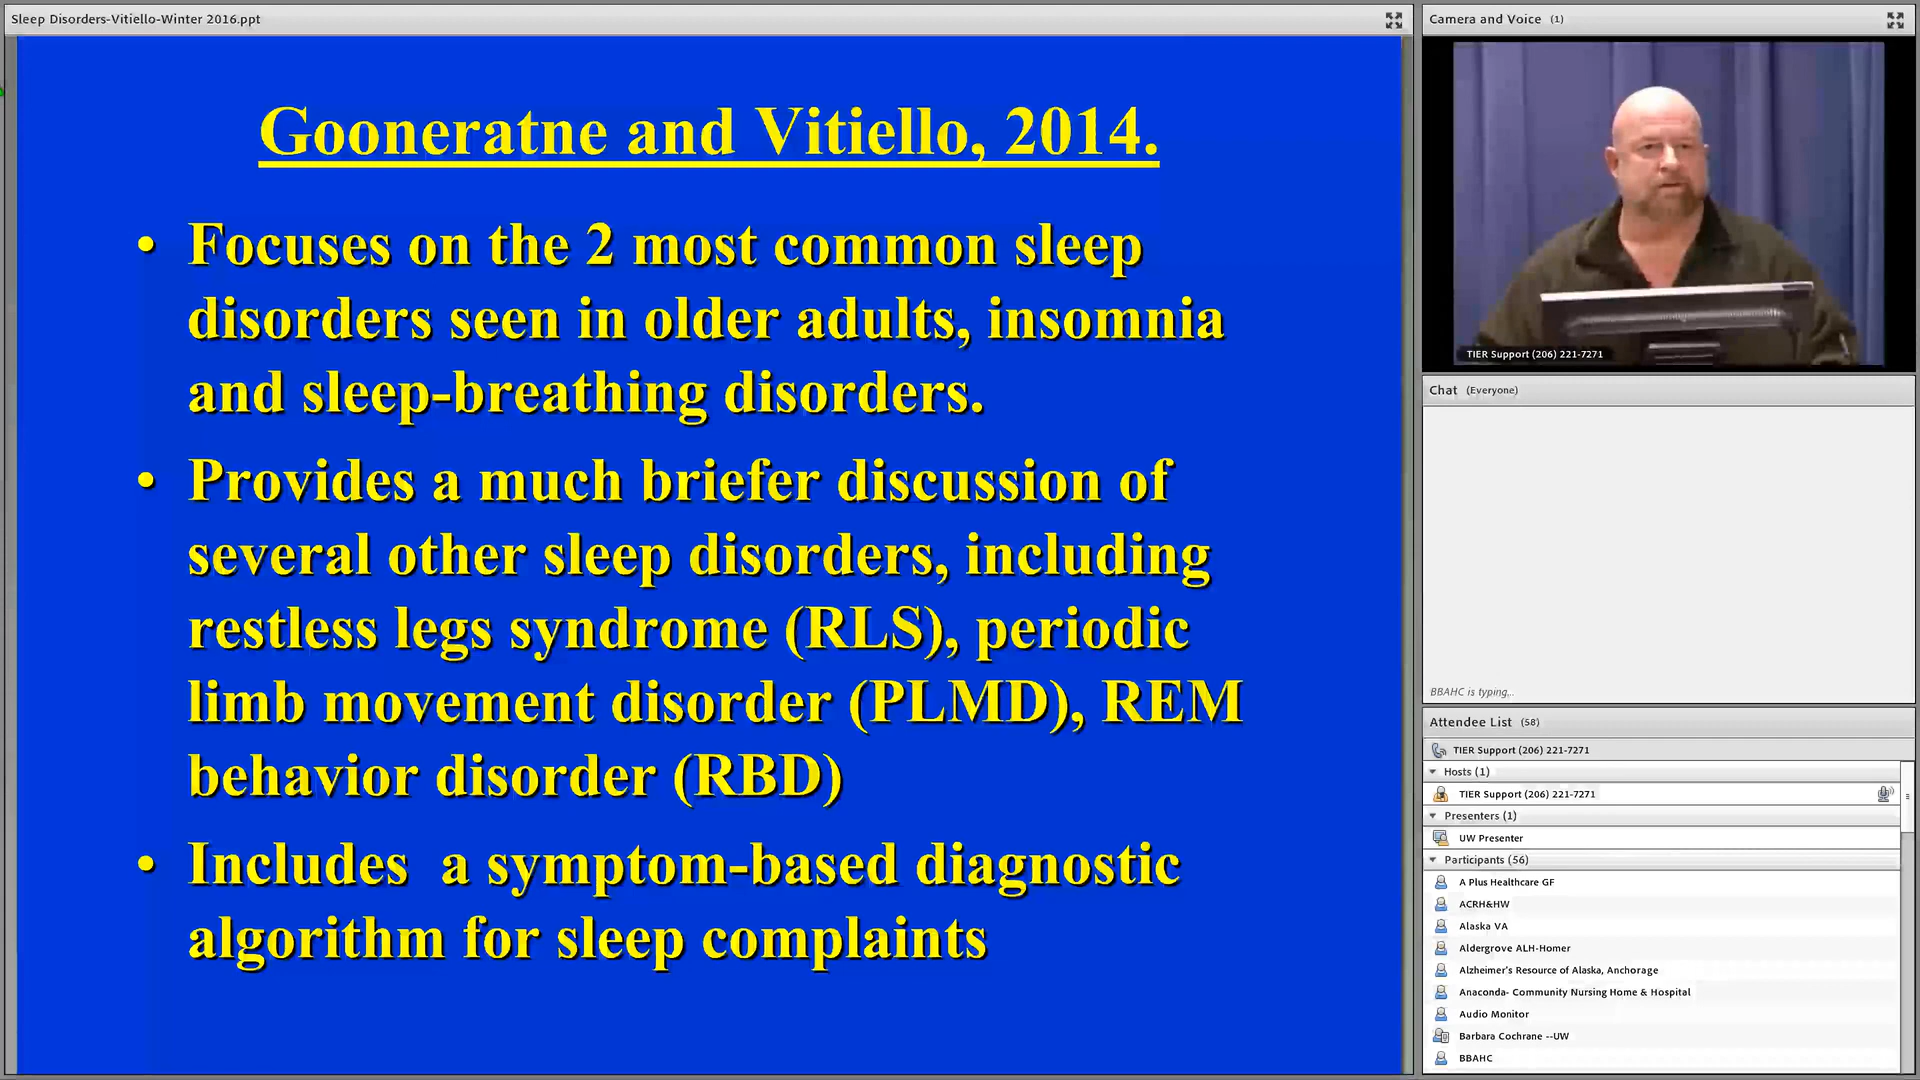 Sleep Disorders-Vitiello-Winter 2016.ppt
Gooneratne and Vitiello, 2014.
• Focuses on the 2 most common sleep
disorders seen in older adults, insomnia
and sleep-breathing disorders.
• Provides a much briefer discussion of
several other sleep disorders, including
restless legs syndrome (RLS), periodic
limb movement disorder (PLMD), REM
behavior disorder (RBD)
• Includes  a symptom-based diagnostic
algorithm for sleep complaints
Camera and Voice (1)
TIER Support (206) 221-7271
Chat (Everyone)
BBAHC is typing...
Attendee List (58)
TIER Support (206) 221-7271
Hosts (1)
TIER Support (206) 221-7271
Presenters (1)
UW Presenter
Participants (56)
A Plus Healthcare GF
ACRH&HW
Alaska VA
Aldergrove ALH-Homer
Alzheimer's Resource of Alaska, Anchorage
Anaconda- Community Nursing Home & Hospital
Audio Monitor
Barbara Cochrane --UW
BBAHC